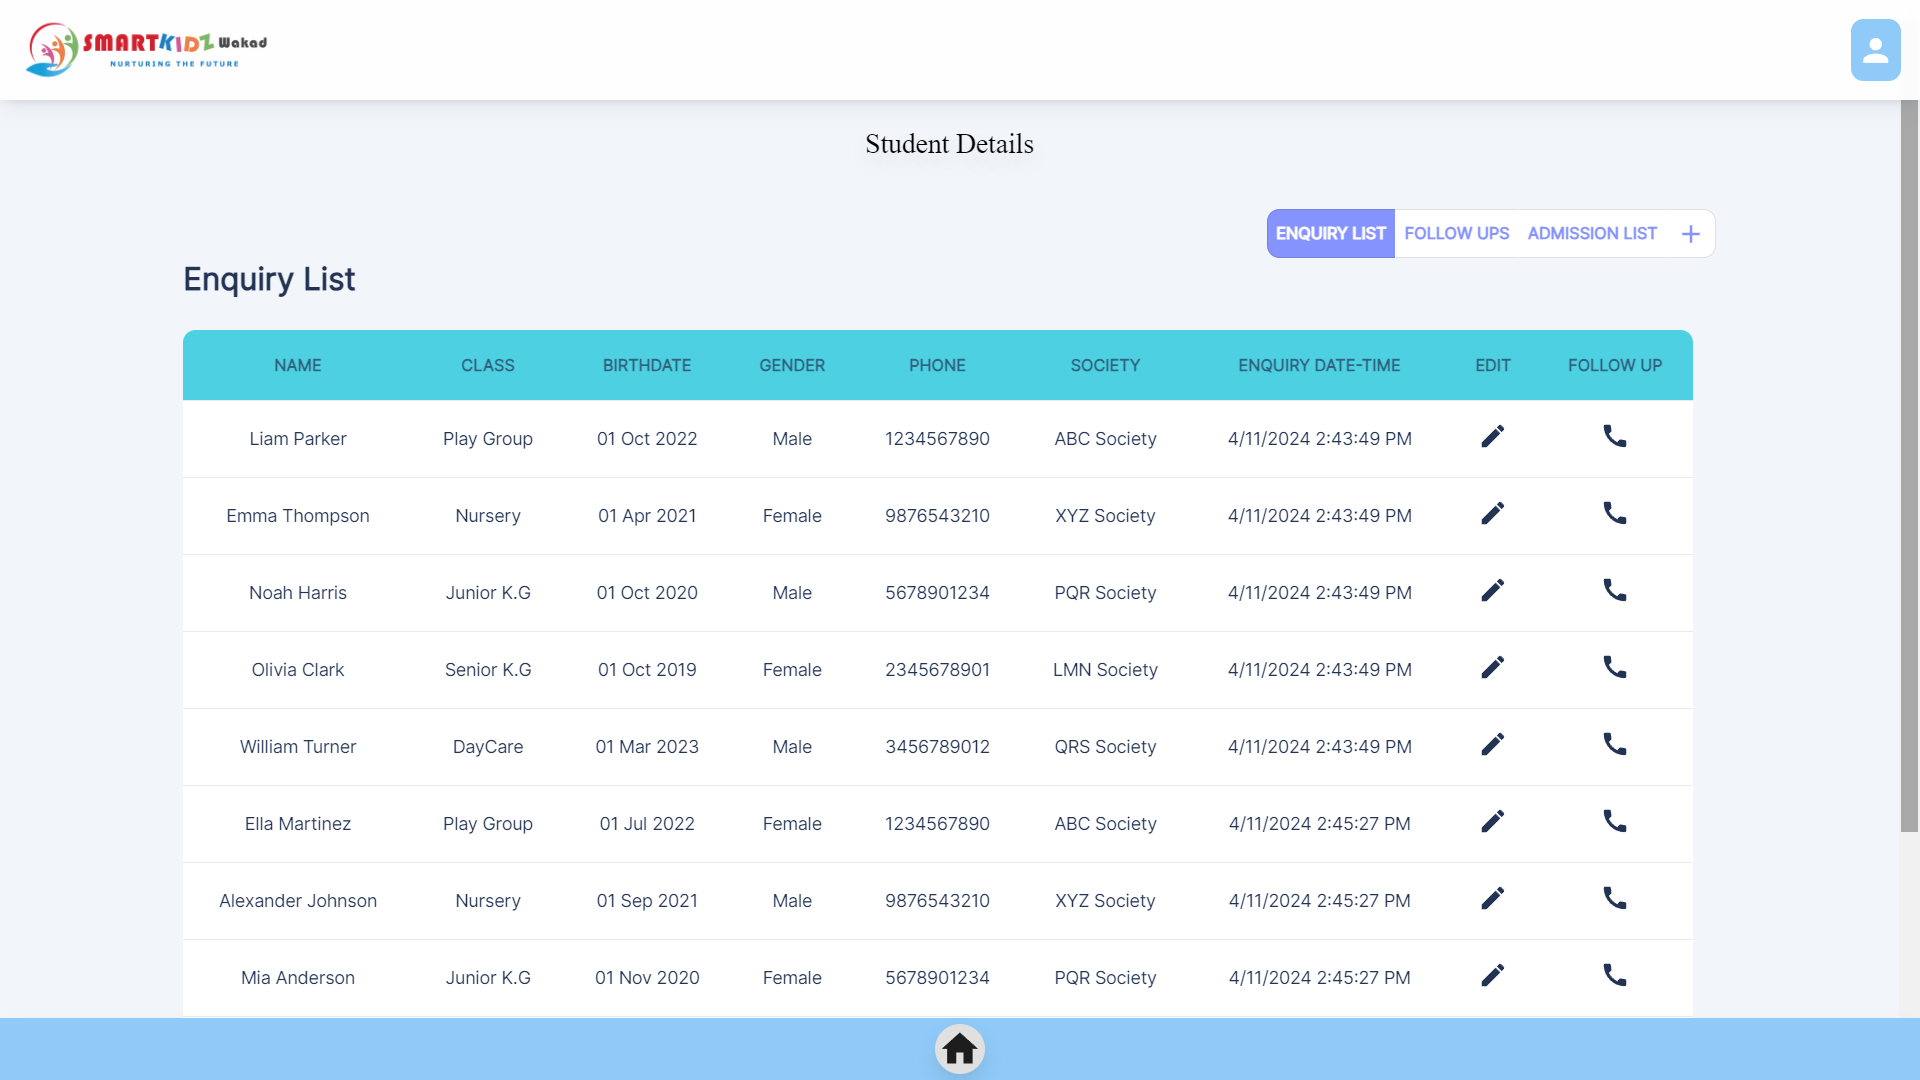 SMARTKIDZ Wakad
NURTURING THE FUTURE
Student Details
ENQUIRY LIST FOLLOW UPS ADMISSION LIST +
Enquiry List
NAME CLASS BIRTHDATE GENDER PHONE SOCIETY ENQUIRY DATE-TIME EDIT FOLLOW UP
Liam Parker Play Group 01 Oct 2022 Male 1234567890 ABC Society 4/11/2024 2:43:49 PM
Emma Thompson Nursery 01 Apr 2021 Female 9876543210 XYZ Society 4/11/2024 2:43:49 PM
Noah Harris Junior K.G 01 Oct 2020 Male 5678901234 PQR Society 4/11/2024 2:43:49 PM
Olivia Clark Senior K.G 01 Oct 2019 Female 2345678901 LMN Society 4/11/2024 2:43:49 PM
William Turner DayCare 01 Mar 2023 Male 3456789012 QRS Society 4/11/2024 2:43:49 PM
Ella Martinez Play Group 01 Jul 2022 Female 1234567890 ABC Society 4/11/2024 2:45:27 PM
Alexander Johnson Nursery 01 Sep 2021 Male 9876543210 XYZ Society 4/11/2024 2:45:27 PM
Mia Anderson Junior K.G 01 Nov 2020 Female 5678901234 PQR Society 4/11/2024 2:45:27 PM